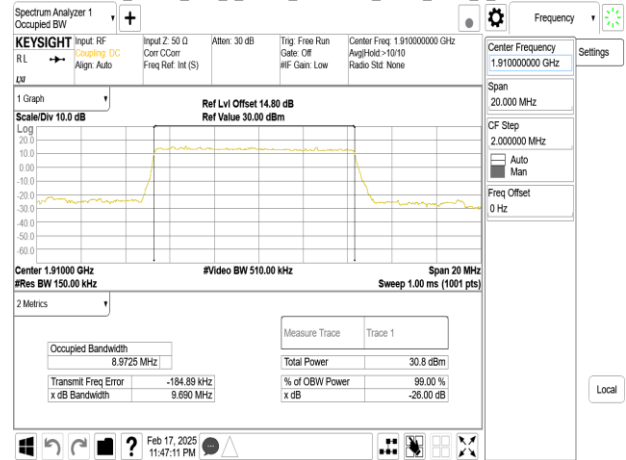 Spectrum Analyzer 1
Occupied BW
Frequency
KEYSIGHT
Input: RF
Coupling: DC
Align: Auto
Input Z: 50 Ω
Corr CCorr
Freq Ref: Int (S)
Atten: 30 dB
Trig: Free Run
Gate: Off
#IF Gain: Low
Center Freq: 1.910000000 GHz
Avg|Hold:>10/10
Radio Std: None
RL
LXI
Center Frequency
1.910000000 GHz
Settings
Span
20.000 MHz
CF Step
2.000000 MHz
Auto
Man
Freq Offset
0 Hz
Local
1 Graph
Scale/Div 10.0 dB
Ref Lvl Offset 14.80 dB
Ref Value 30.00 dBm
Log
20.0
10.0
0.00
-10.0
-20.0
-30.0
-40.0
-50.0
-60.0
Center 1.91000 GHz
#Res BW 150.00 kHz
#Video BW 510.00 kHz
Span 20 MHz
Sweep 1.00 ms (1001 pts)
2 Metrics
Measure Trace Trace 1
Occupied Bandwidth
8.9725 MHz
Total Power 30.8 dBm
Transmit Freq Error -184.89 kHz
% of OBW Power 99.00 %
x dB Bandwidth 9.690 MHz
x dB -26.00 dB
?
Feb 17, 2025
11:47:11 PM